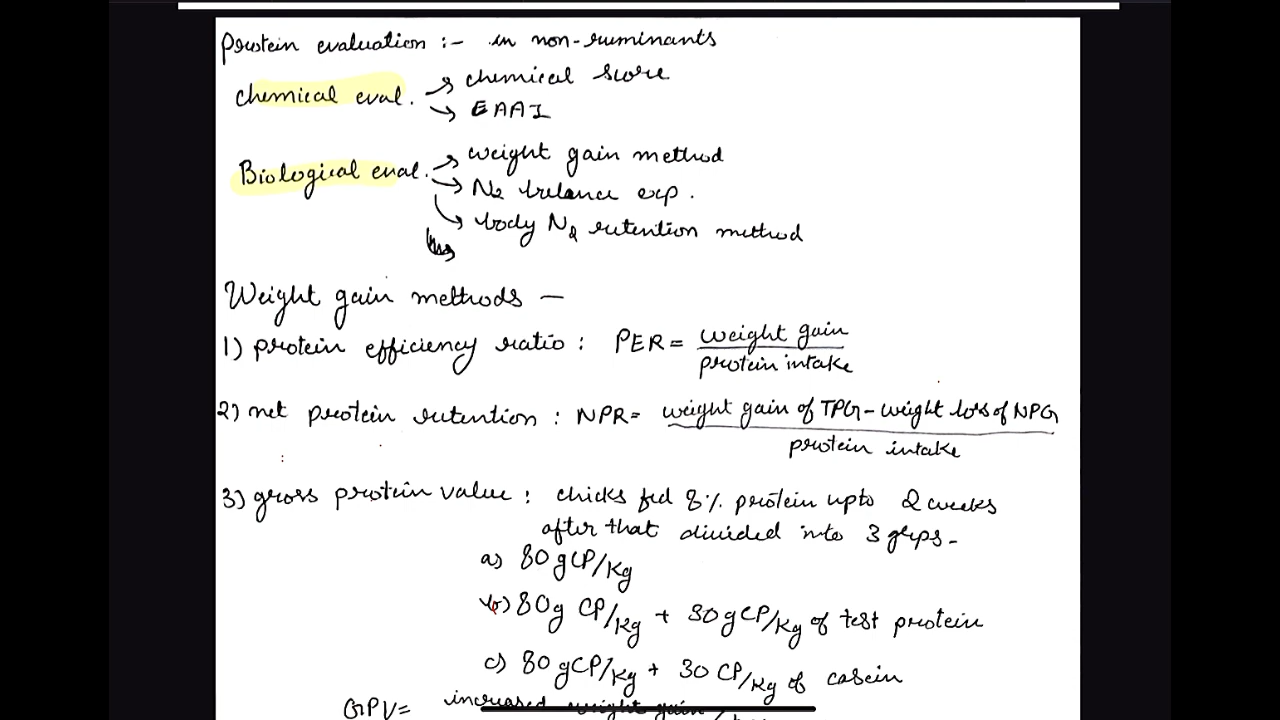 Protein evaluation :- in non-ruminants
Chemical eval. → chemical score
→ EAAI
Biological eval. → weight gain method
→ N2 balance exp.
→ body N2 retention method
Weight gain methods —
1) protein efficiency ratio : PER = weight gain / protein intake
2) net protein retention : NPR = weight gain of TPG - weight loss of NPG / protein intake
3) gross protein value : chicks fed 8% protein upto 2 weeks
after that divided into 3 grps -
a) 80 g CP/Kg
b) 80g CP/Kg + 30 g CP/Kg of test protein
c) 80 g CP/Kg + 30 CP/Kg of casein
GPV = increased weight gain